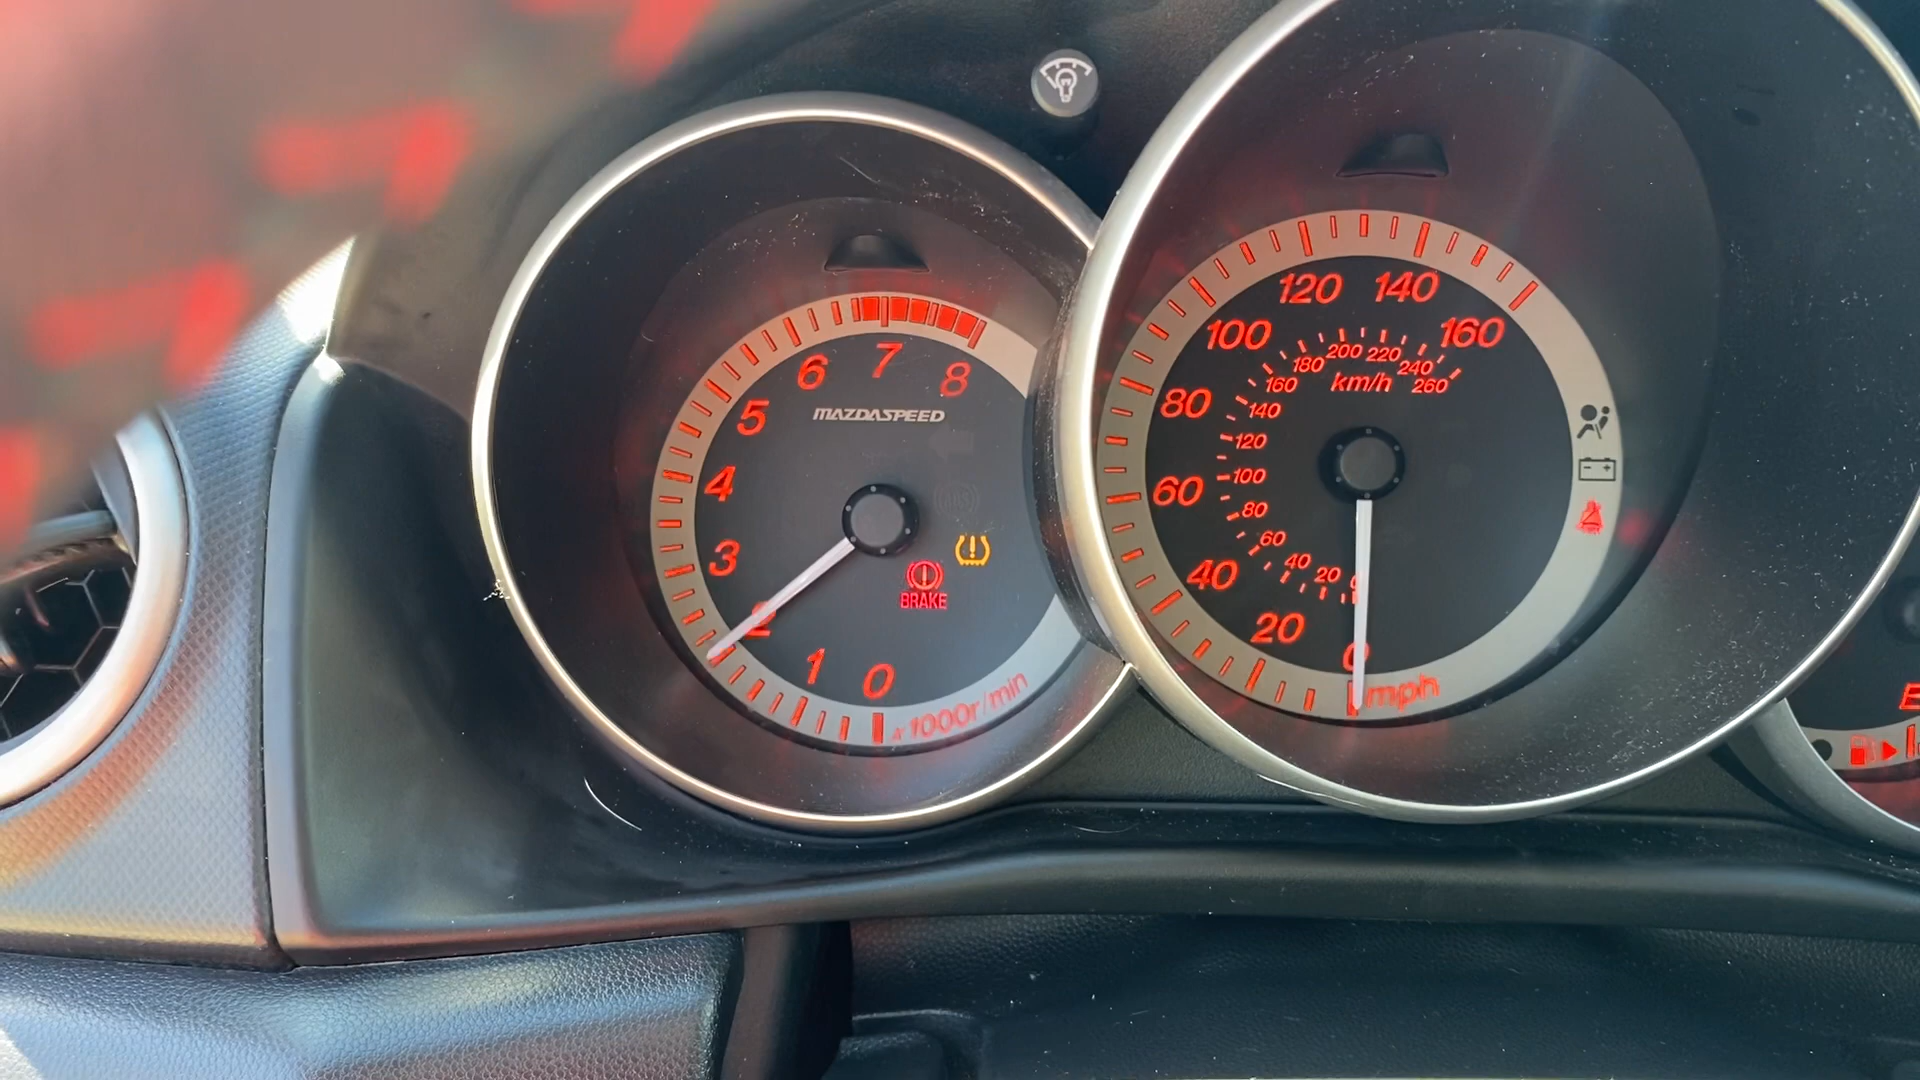 6 7 8
5
MAZDASPEED
4
3
BRAKE
2
1 0
x1000r/min
120 140
100 160
180 200 220 240
160 km/h 260
80 140
120
60 100
80
60
40 40 20 0
20
0
mph
E